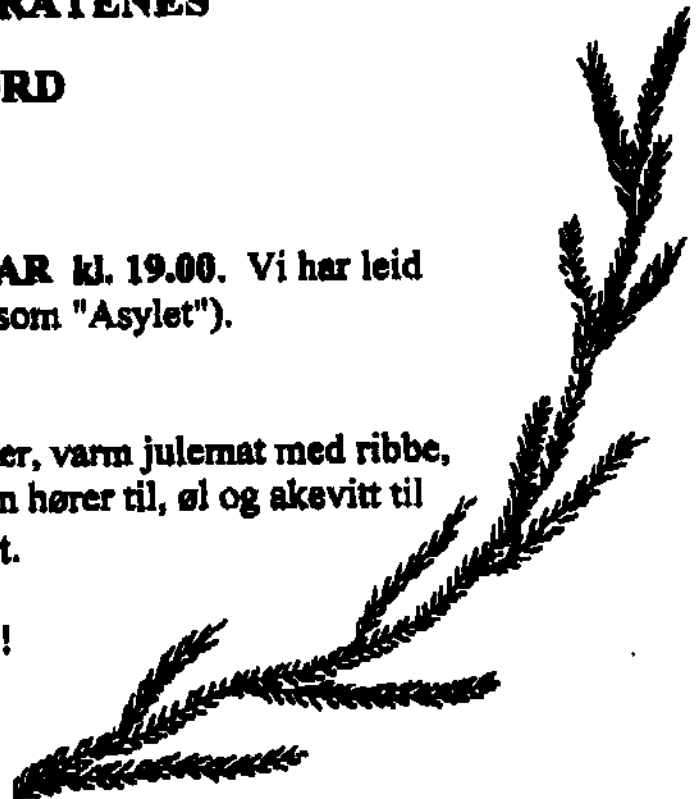 RATENES
ORD
AR kl. 19.00. Vi har leid
som "Asylet").
er, varm julemat med ribbe,
n hører til, øl og akevitt til
t.
!